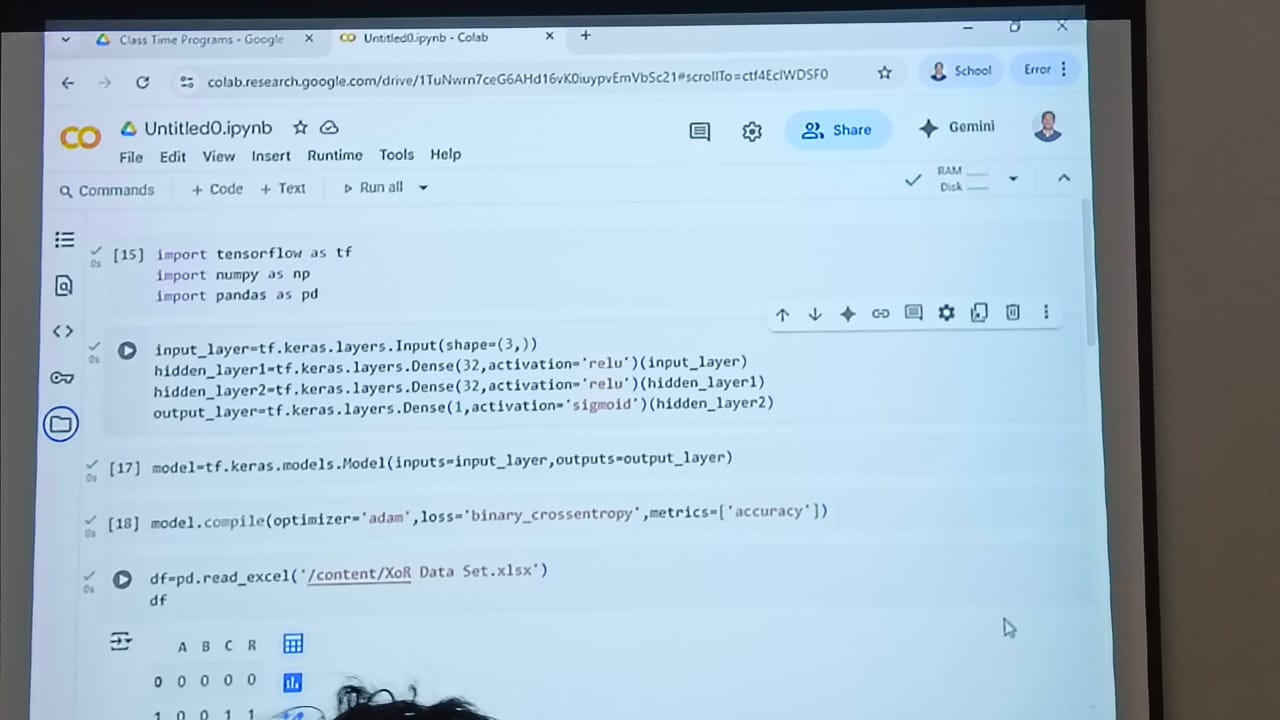 Class Time Programs - Google
Untitled0.ipynb - Colab
colab.research.google.com/drive/1TuNwrn7ceG6AHd16vK0iuypvEmVbSc21#scrollTo=ctf4EclWDSF0
School
Error
CO
Untitled0.ipynb
Share
Gemini
File Edit View Insert Runtime Tools Help
Commands + Code + Text Run all
RAM
Disk
[15] import tensorflow as tf
0s
import numpy as np
import pandas as pd
input_layer=tf.keras.layers.Input(shape=(3,))
0s
hidden_layer1=tf.keras.layers.Dense(32,activation='relu')(input_layer)
hidden_layer2=tf.keras.layers.Dense(32,activation='relu')(hidden_layer1)
output_layer=tf.keras.layers.Dense(1,activation='sigmoid')(hidden_layer2)
[17] model=tf.keras.models.Model(inputs=input_layer,outputs=output_layer)
0s
[18] model.compile(optimizer='adam',loss='binary_crossentropy',metrics=['accuracy'])
0s
df=pd.read_excel('/content/XoR Data Set.xlsx')
0s
df
A B C R
0 0 0 0 0
1 0 0 1 1